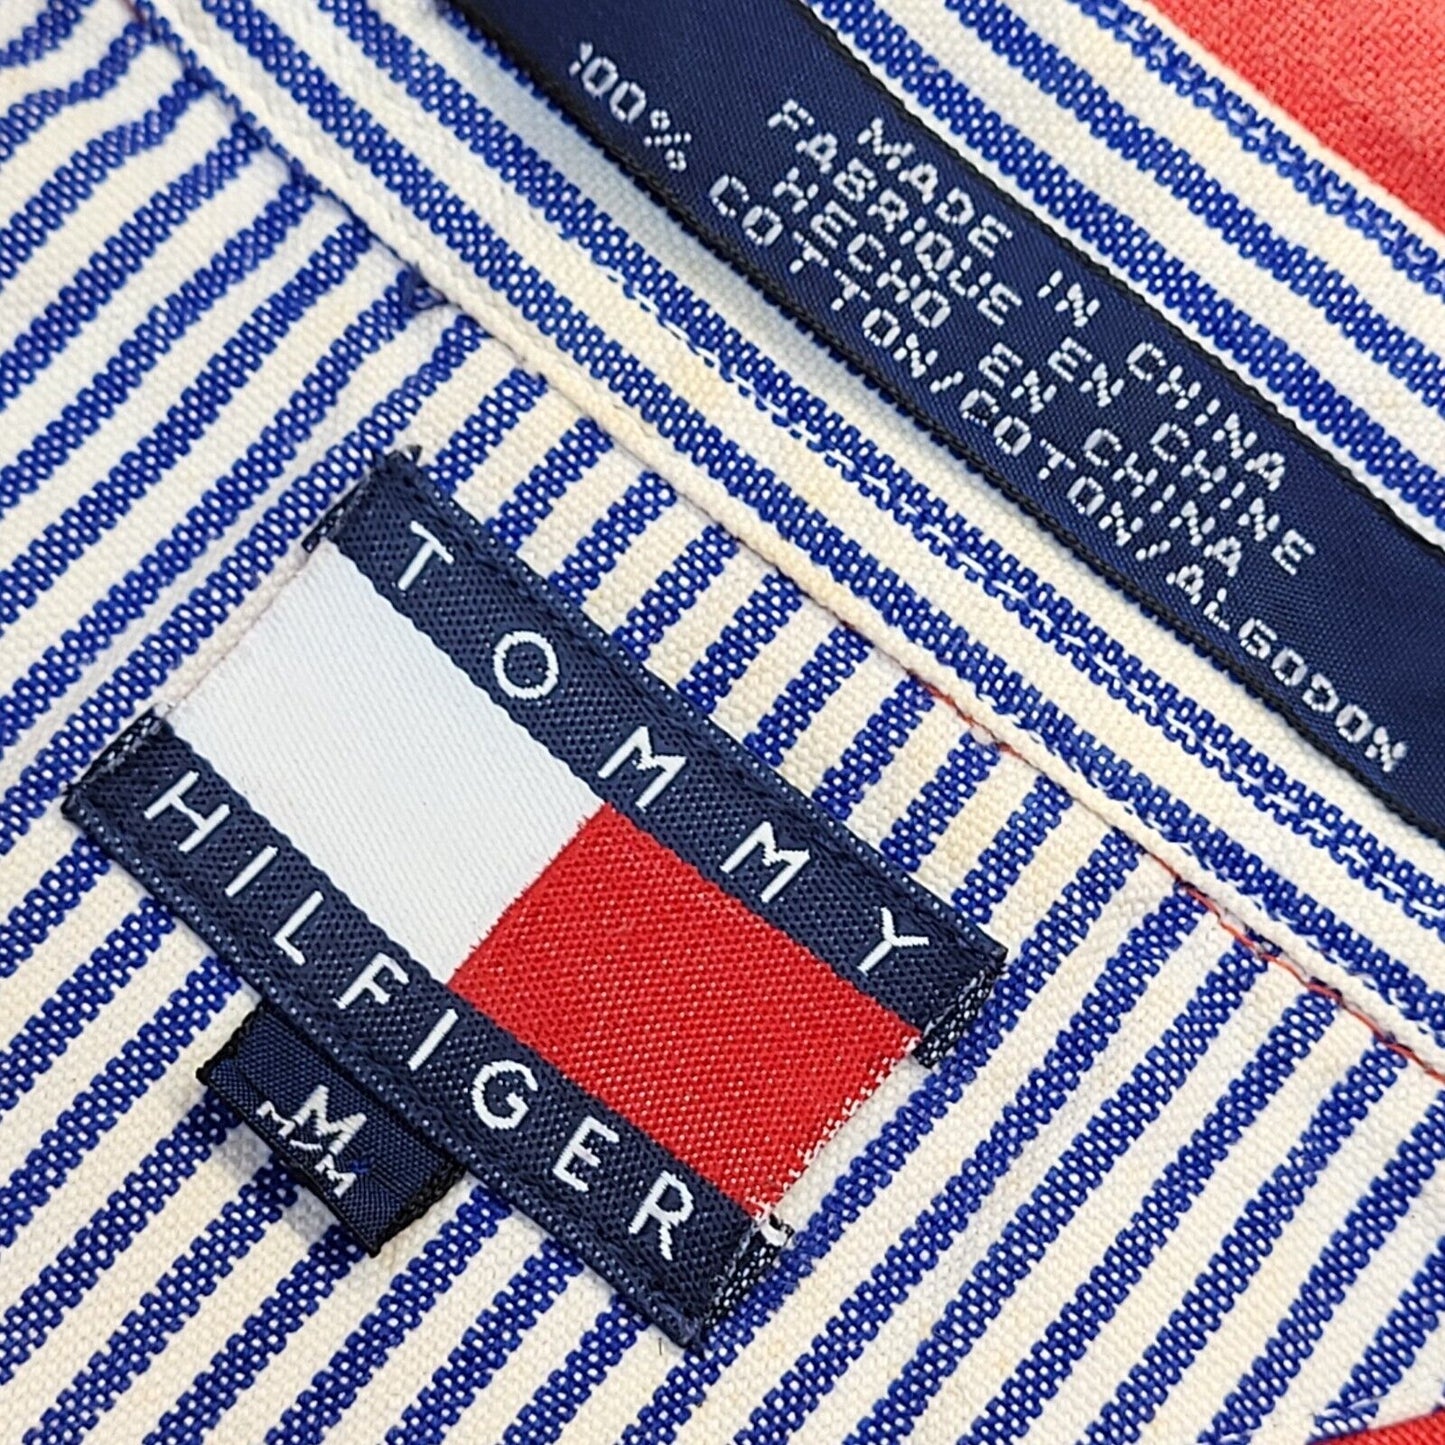 MADE IN CHINA
FABRIQUE EN CHINE
HECHO EN CHINA
100% COTTON/COTON/ALGODON
TOMMY
HILFIGER
M